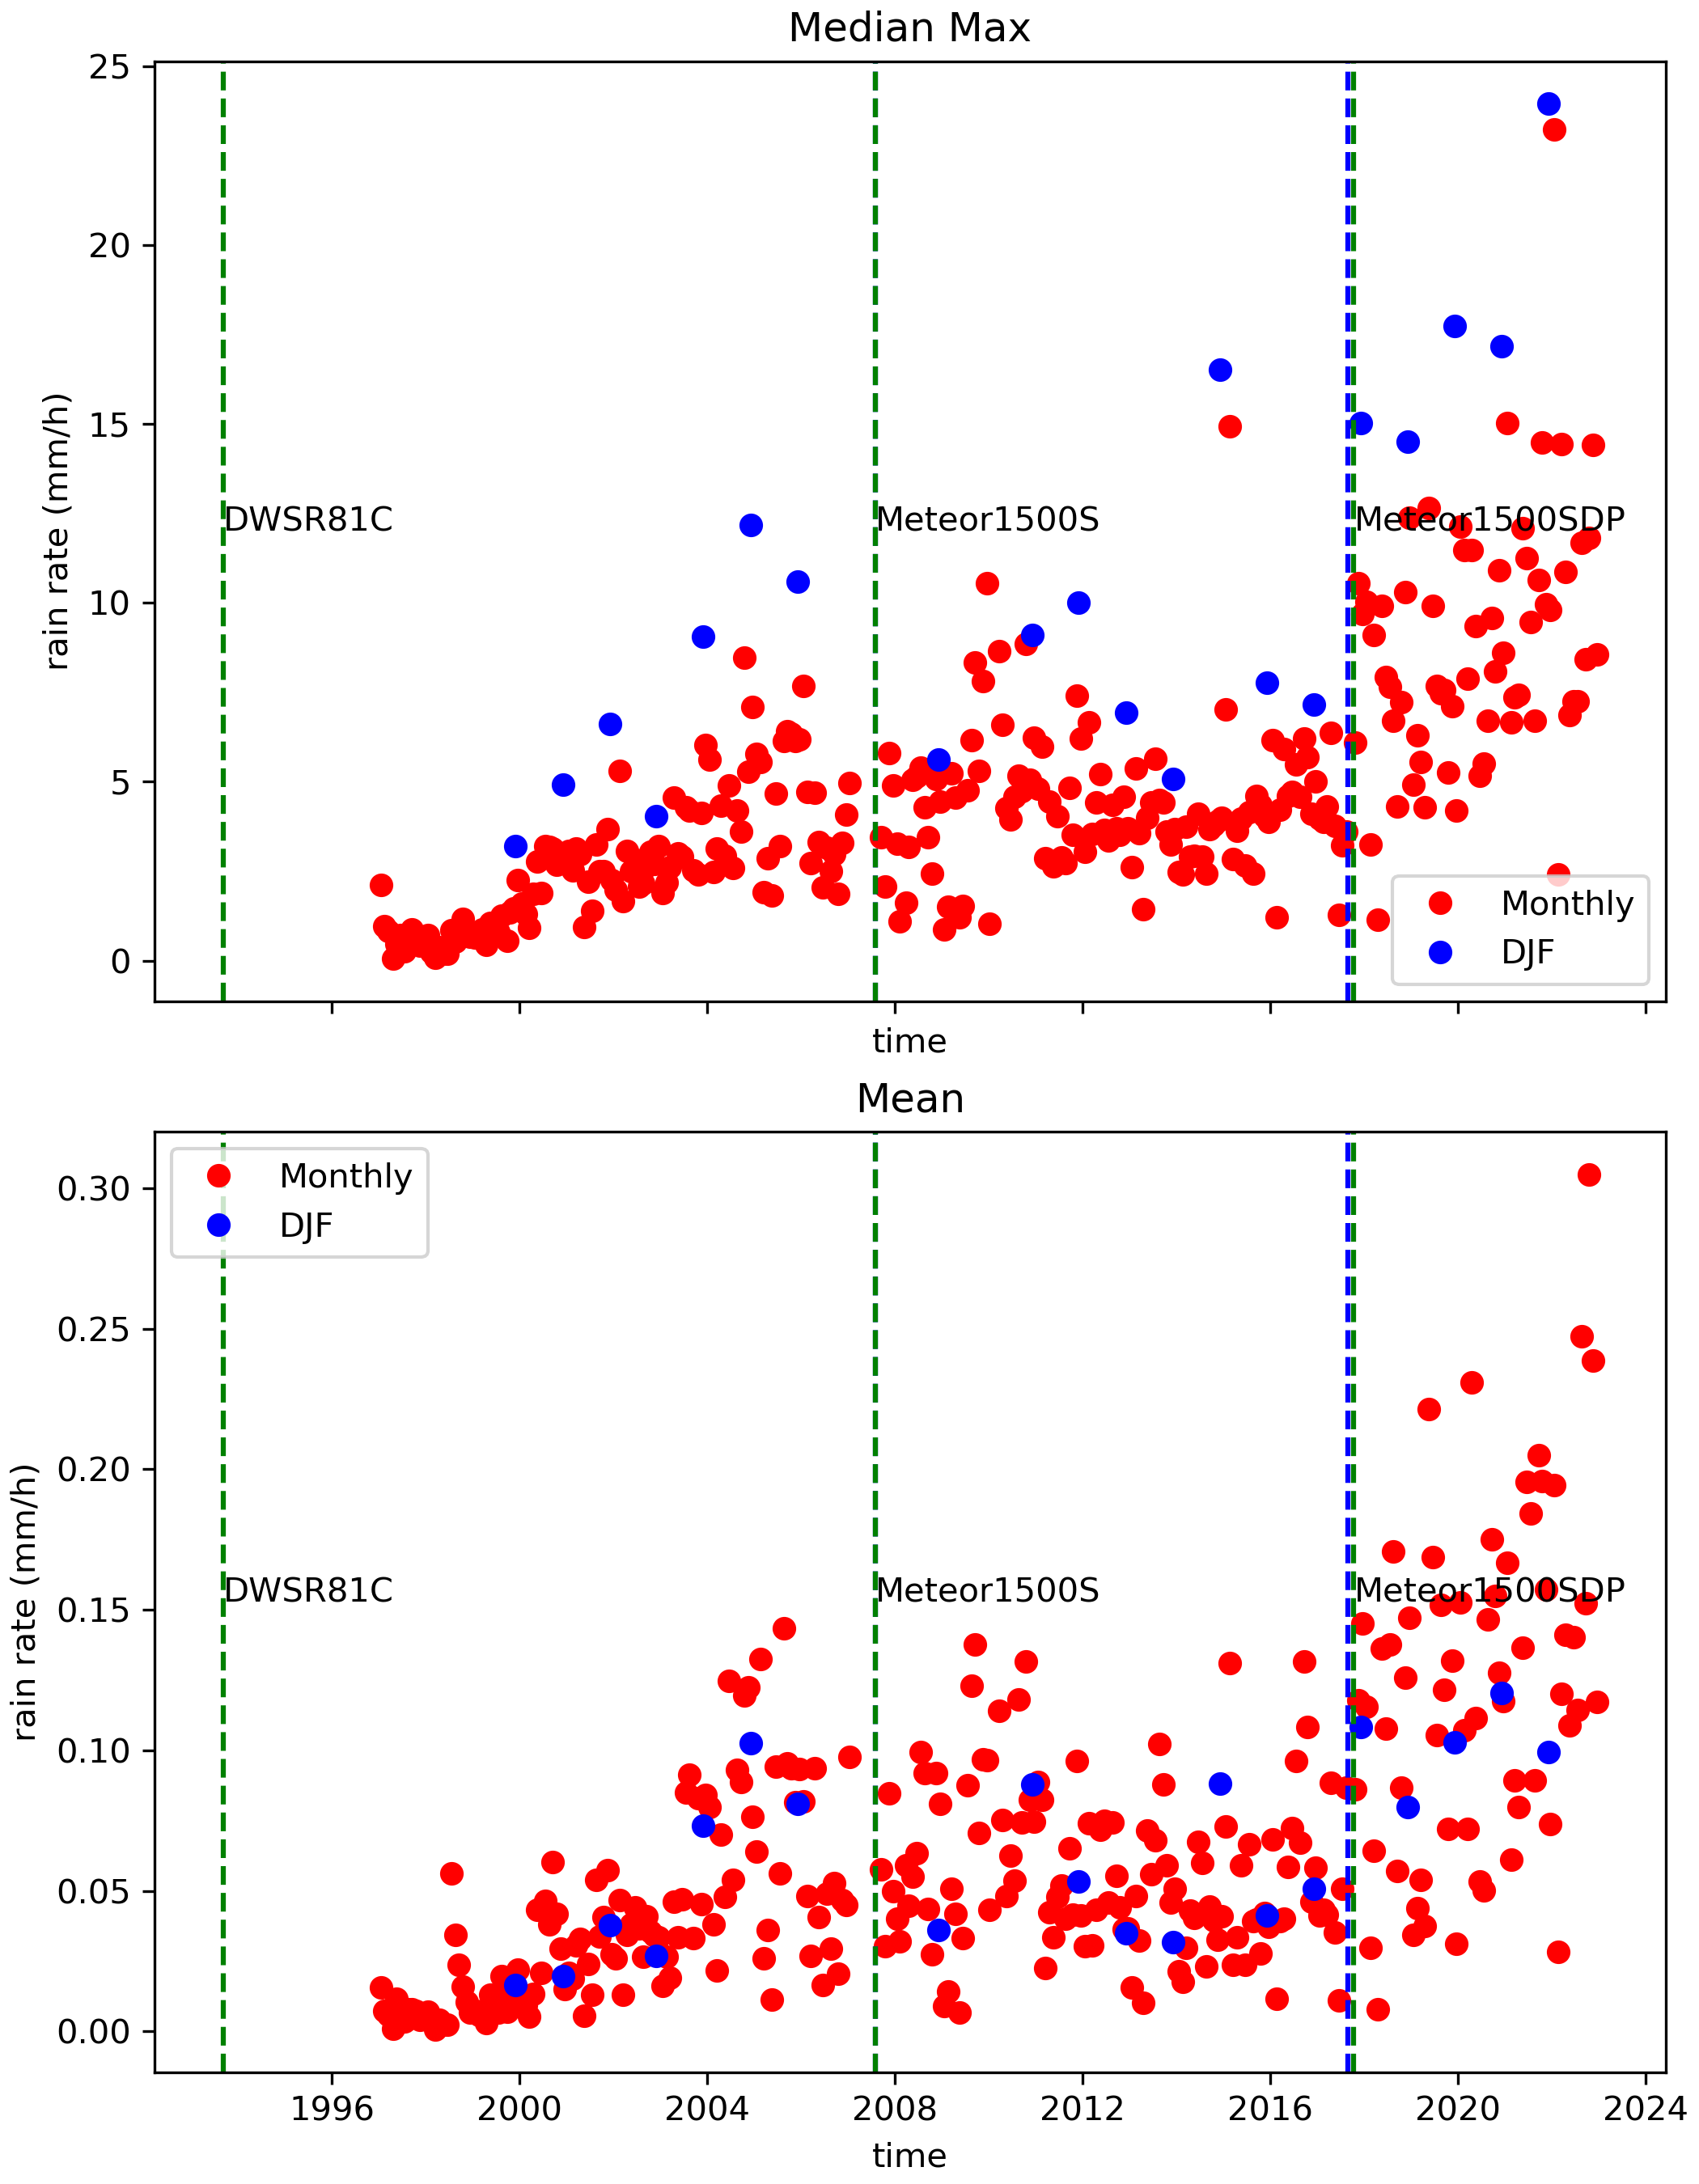 Median Max
25
20
15
10
5
0
rain rate (mm/h)
DWSR81C
Meteor1500S
Meteor1500SDP
Monthly
DJF
time
Mean
Monthly
DJF
0.30
0.25
0.20
0.15
0.10
0.05
0.00
rain rate (mm/h)
DWSR81C
Meteor1500S
Meteor1500SDP
1996 2000 2004 2008 2012 2016 2020 2024
time